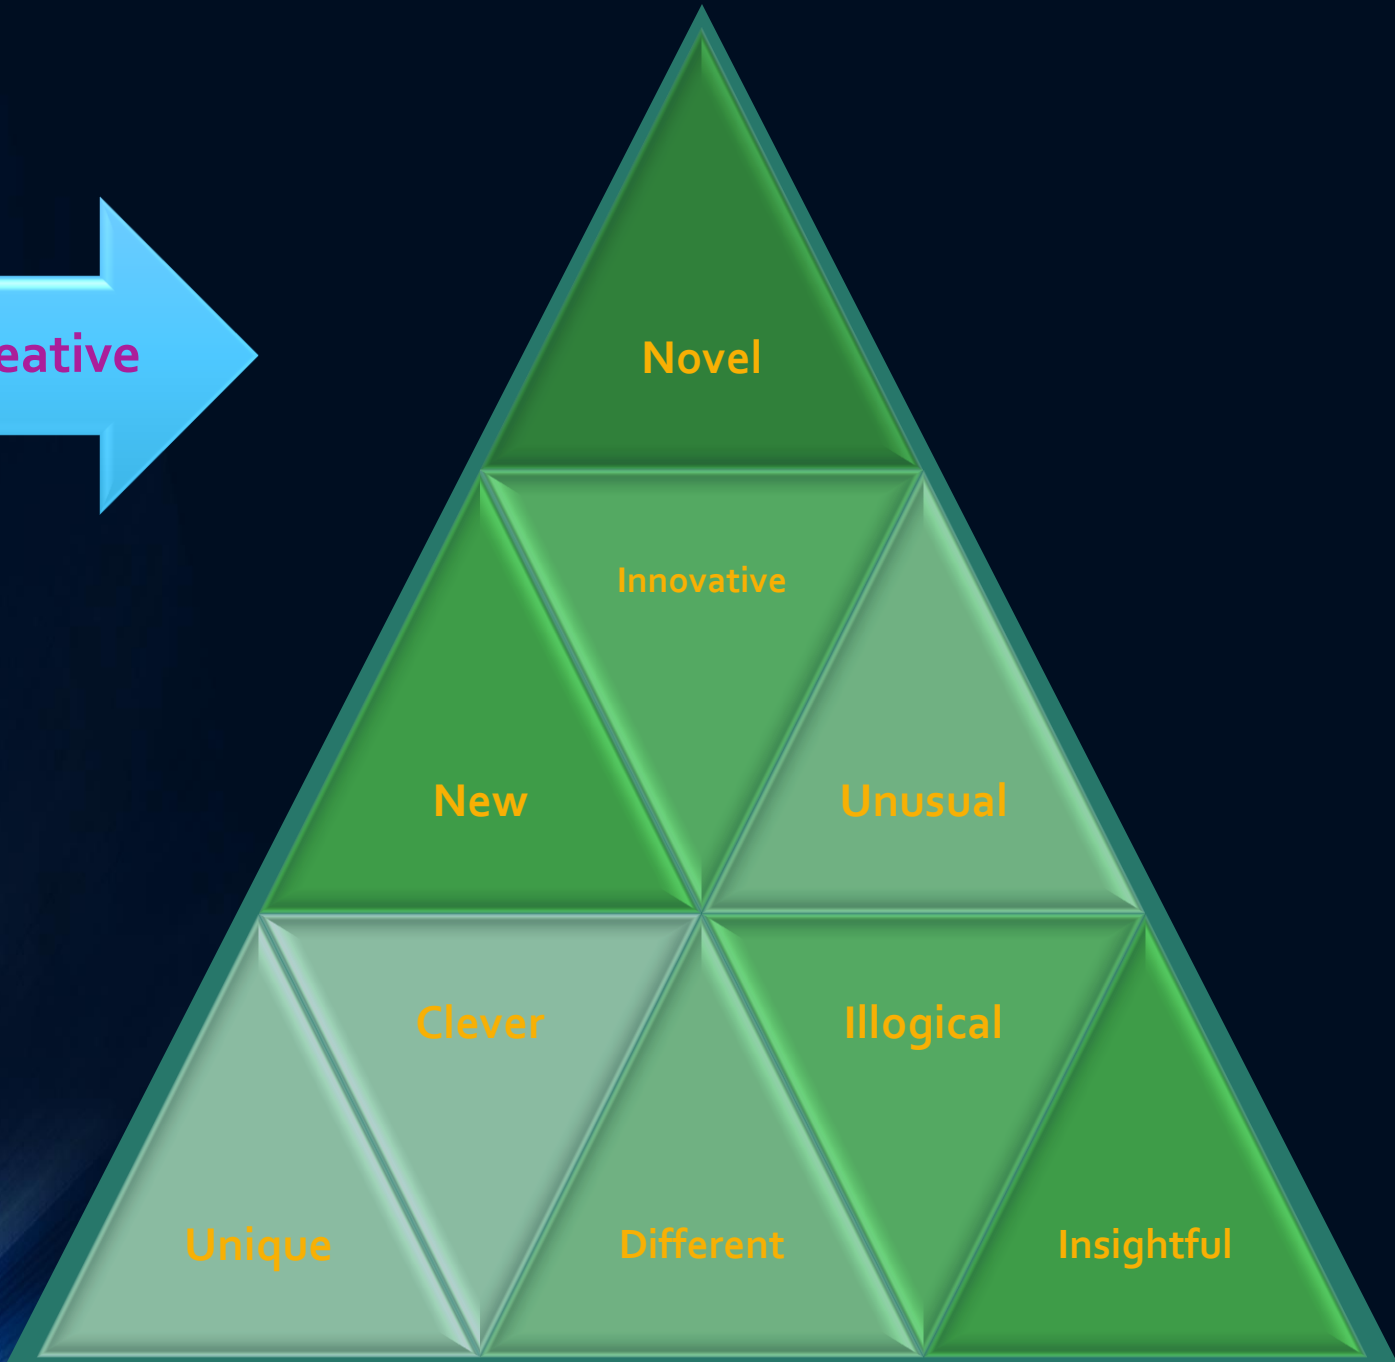 eative
Novel
Innovative
New
Unusual
Clever
Illogical
Unique
Different
Insightful